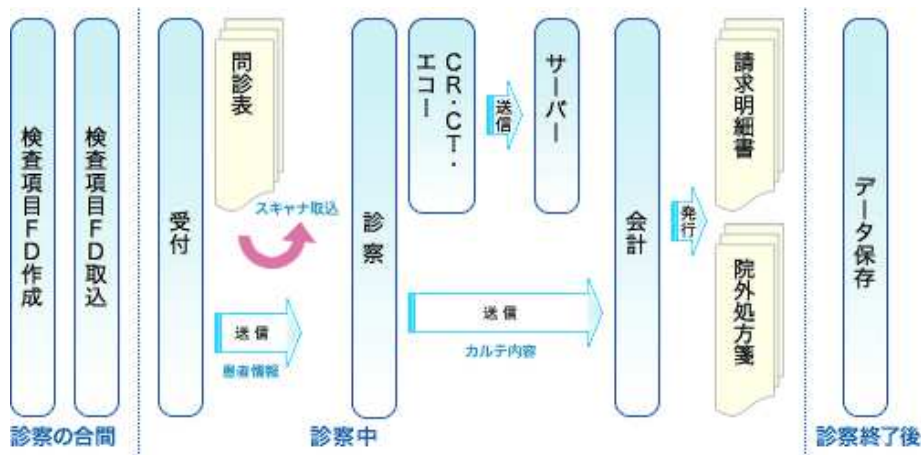 検査項目FD作成
検査項目FD取込
受付
問診表
スキャナ取込
送信
患者情報
診察
CR・CT・
エコー
送信
サーバー
送信
カルテ内容
会計
発行
請求明細書
院外処方箋
データ保存
診察の合間
診察中
診察終了後